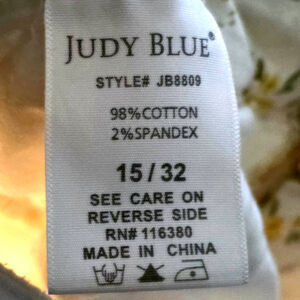 JUDY BLUE®
STYLE# JB8809
98%COTTON
2%SPANDEX
15 / 32
SEE CARE ON
REVERSE SIDE
RN# 116380
MADE IN CHINA